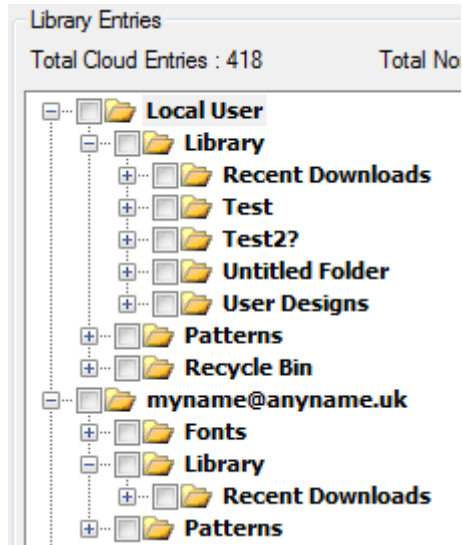 Library Entries
Total Cloud Entries : 418 Total
Local User
Library
Recent Downloads
Test
Test2?
Untitled Folder
User Designs
Patterns
Recycle Bin
myname@anyname.uk
Fonts
Library
Recent Downloads
Patterns